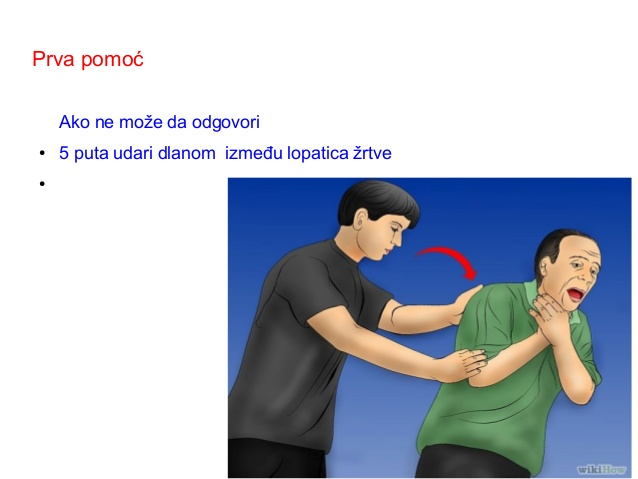 Prva pomoć
Ako ne može da odgovori
• 5 puta udari dlanom između lopatica žrtve
•
wikiHow